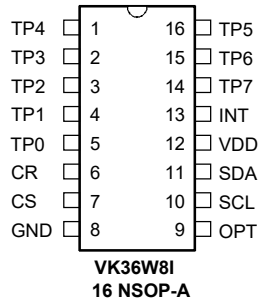 TP4 1 16 TP5
TP3 2 15 TP6
TP2 3 14 TP7
TP1 4 13 INT
TP0 5 12 VDD
CR 6 11 SDA
CS 7 10 SCL
GND 8 9 OPT
VK36W8I
16 NSOP-A